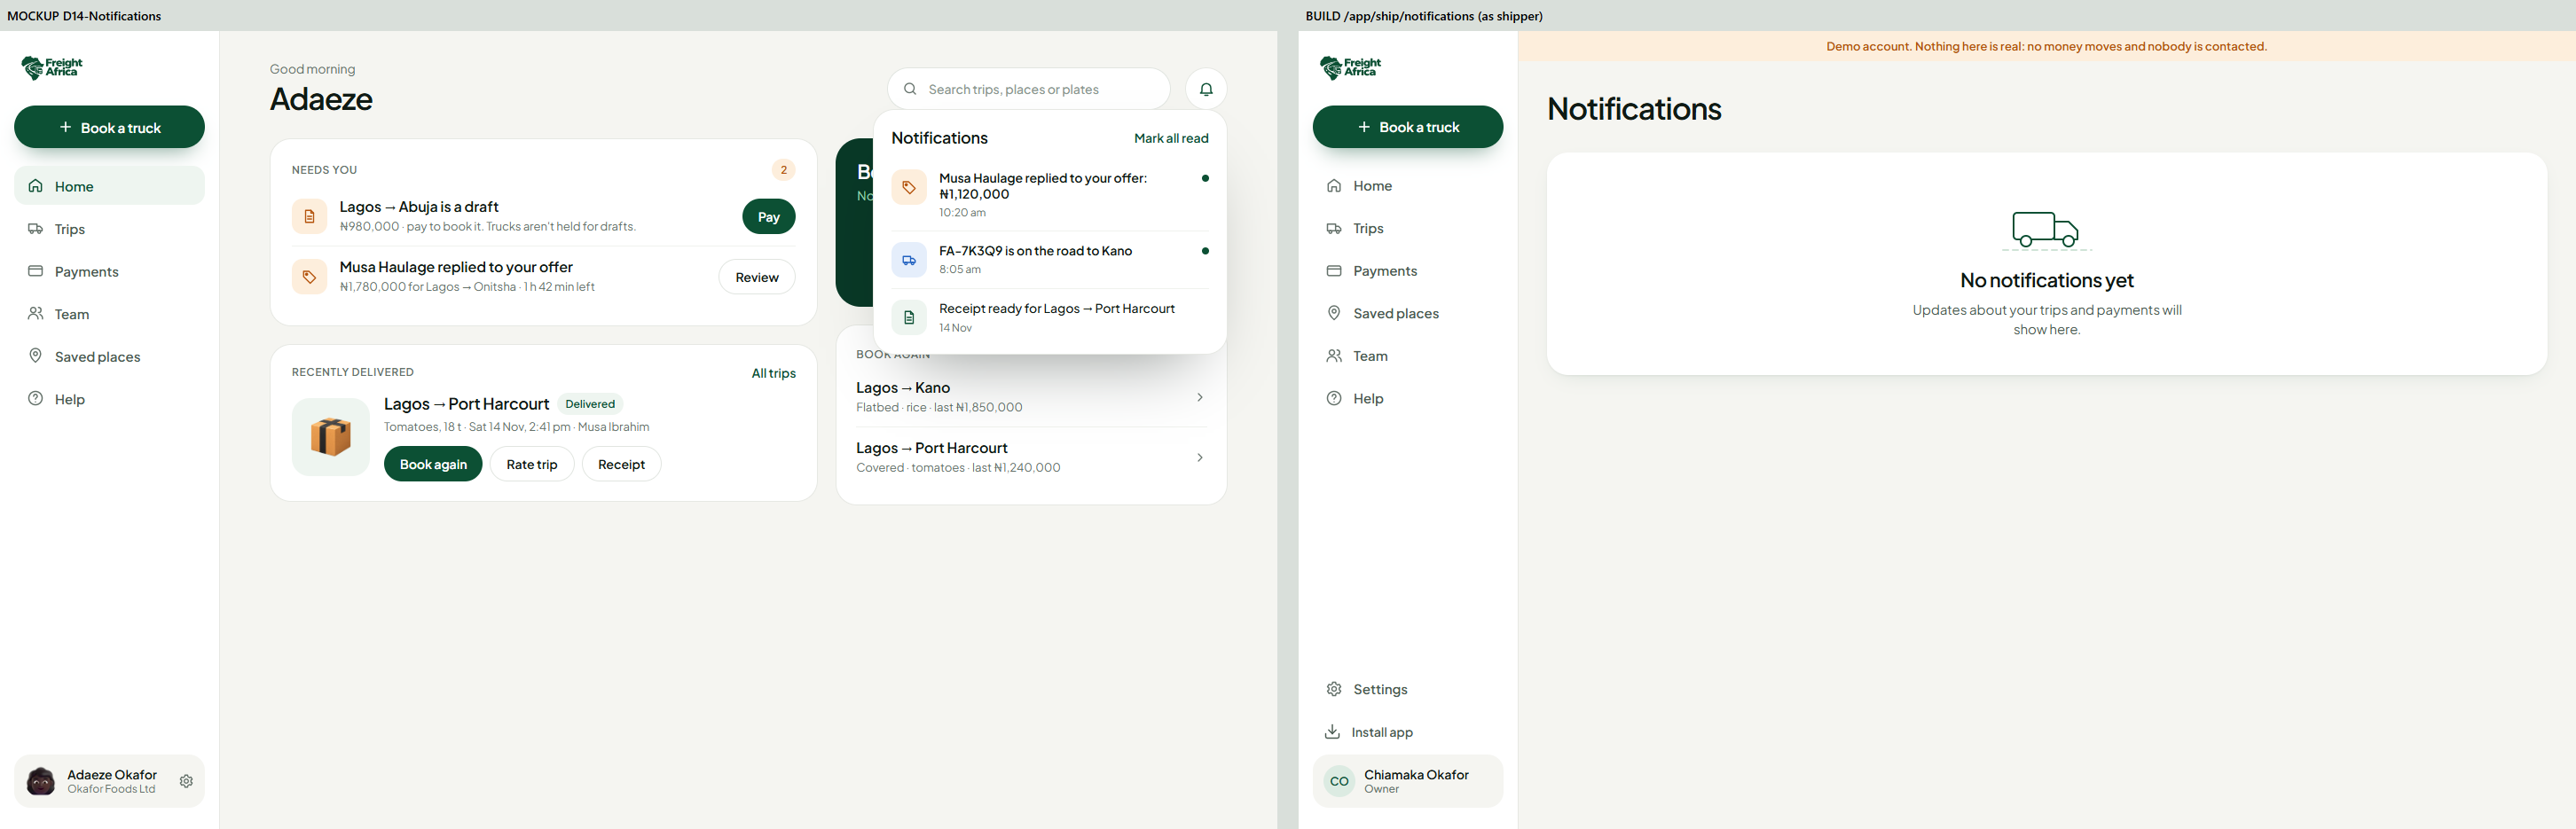 MOCKUP D14-Notifications
Freight
Africa
Book a truck
Home
Trips
Payments
Team
Saved places
Help
Adaeze Okafor
Okafor Foods Ltd
Good morning
Adaeze
Search trips, places or plates
NEEDS YOU
2
Lagos → Abuja is a draft
₦980,000 · pay to book it. Trucks aren't held for drafts.
Pay
Musa Haulage replied to your offer
₦1,780,000 for Lagos → Onitsha · 1 h 42 min left
Review
RECENTLY DELIVERED
All trips
Lagos → Port Harcourt
Delivered
Tomatoes, 18 t · Sat 14 Nov, 2:41 pm · Musa Ibrahim
Book again
Rate trip
Receipt
Notifications
Mark all read
Musa Haulage replied to your offer:
₦1,120,000
10:20 am
FA-7K3Q9 is on the road to Kano
8:05 am
Receipt ready for Lagos → Port Harcourt
14 Nov
BOOK AGAIN
Lagos → Kano
Flatbed · rice · last ₦1,850,000
Lagos → Port Harcourt
Covered · tomatoes · last ₦1,240,000
BUILD /app/ship/notifications (as shipper)
Freight
Africa
Book a truck
Home
Trips
Payments
Saved places
Team
Help
Settings
Install app
CO
Chiamaka Okafor
Owner
Demo account. Nothing here is real: no money moves and nobody is contacted.
Notifications
No notifications yet
Updates about your trips and payments will
show here.